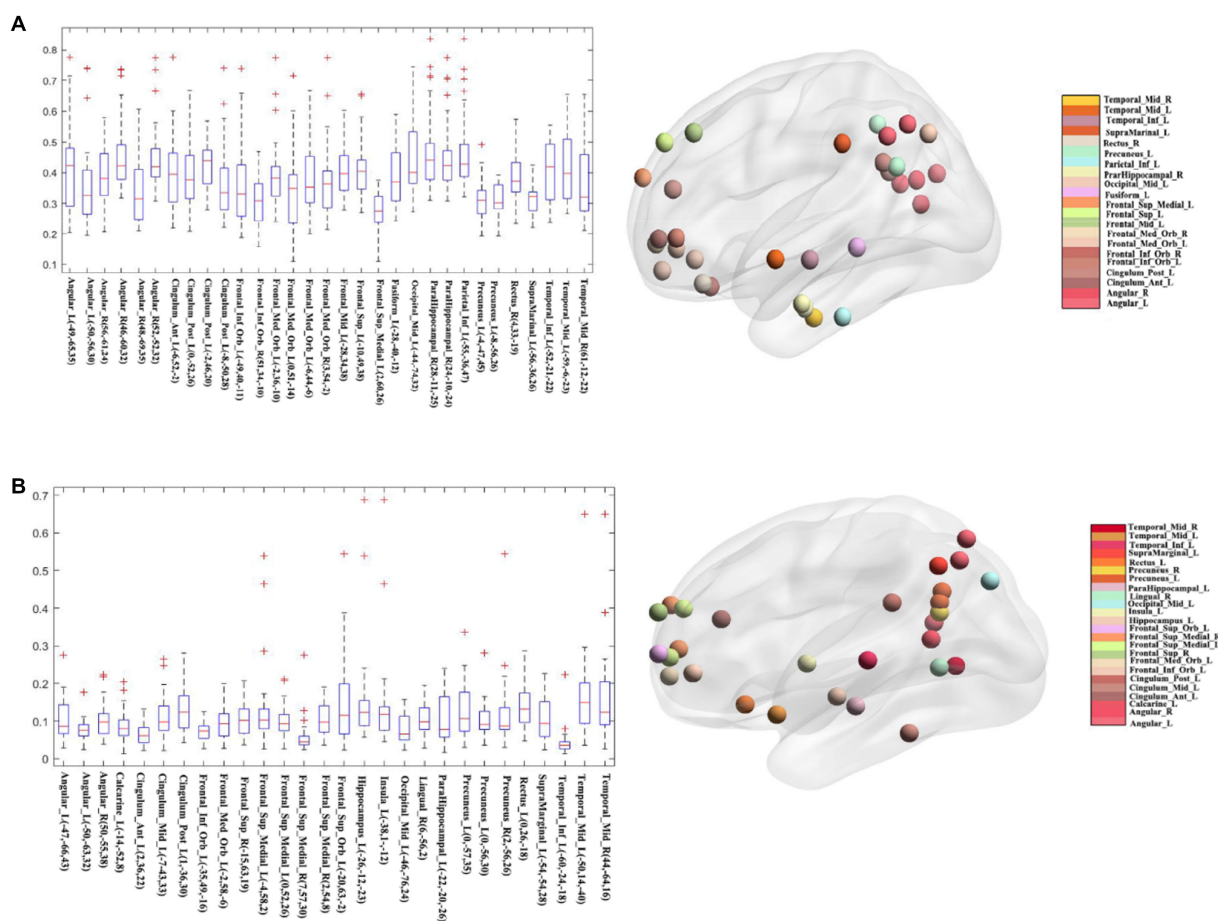 A
0.8
0.7
0.6
0.5
0.4
0.3
0.2
0.1
Angular_L(-49,-65,35)
Angular_L(-50,-56,30)
Angular_R(56,-61,24)
Angular_R(46,-60,32)
Angular_R(48,-69,35)
Angular_R(52,-52,32)
Cingulum_Ant_L(-6,52,-2)
Cingulum_Post_L(0,-52,26)
Cingulum_Post_L(-2,46,20)
Cingulum_Post_L(-8,-50,28)
Frontal_Inf_Orb_L(-49,40,-11)
Frontal_Inf_Orb_R(51,34,-10)
Frontal_Med_Orb_L(-2,36,-10)
Frontal_Med_Orb_L(0,51,-14)
Frontal_Med_Orb_L(-6,44,-6)
Frontal_Med_Orb_R(3,54,-2)
Frontal_Mid_L(-28,34,38)
Frontal_Sup_L(-10,49,38)
Frontal_Sup_Medial_L(2,60,26)
Fusiform_L(-28,-40,-12)
Occipital_Mid_L(-44,-74,32)
ParaHippocampal_R(28,-11,-25)
ParaHippocampal_R(24,-10,-24)
Parietal_Inf_L(-55,-36,47)
Precuneus_L(-4,-47,45)
Precuneus_L(-8,-56,26)
Rectus_R(4,33,-19)
SupraMarinal_L(-56,-36,26)
Temporal_Inf_L(-52,-21,-22)
Temporal_Mid_L(-59,-6,-23)
Temporal_Mid_R(61,-12,-22)
Temporal_Mid_R
Temporal_Mid_L
Temporal_Inf_L
SupraMarinal_L
Rectus_R
Precuneus_L
Parietal_Inf_L
PrarHippocampal_R
Occipital_Mid_L
Fusiform_L
Frontal_Sup_Medial_L
Frontal_Sup_L
Frontal_Mid_L
Frontal_Med_Orb_R
Frontal_Med_Orb_L
Frontal_Inf_Orb_R
Frontal_Inf_Orb_L
Cingulum_Post_L
Cingulum_Ant_L
Angular_R
Angular_L
B
0.7
0.6
0.5
0.4
0.3
0.2
0.1
0
Angular_L(-47,-66,43)
Angular_L(-50,-63,32)
Angular_R(50,-55,38)
Calcarine_L(-14,-52,8)
Cingulum_Ant_L(2,36,22)
Cingulum_Mid_L(-7-43,33)
Cingulum_Post_L(1,-36,30)
Frontal_Inf_Orb_L(-35,49,-16)
Frontal_Med_Orb_L(-2,58,-6)
Frontal_Sup_R(-15,63,19)
Frontal_Sup_Medial_L(-4,58,2)
Frontal_Sup_Medial_L(0,52,26)
Frontal_Sup_Medial_R(7,57,30)
Frontal_Sup_Medial_R(2,54,8)
Frontal_Sup_Orb_L(-20,63,-2)
Hippocampus_L(-26,-12,-23)
Insula_L(-38,1-,-12)
Occipital_Mid_L(-46,-76,24)
Lingual_R(6,-56,2)
ParaHippocampal_L(-22,-20,-26)
Precuneus_L(0,-57,35)
Precuneus_L(0,-56,30)
Precuneus_R(2,-56,26)
Rectus_L(0,26,-18)
SupraMarginal_L(-54,-54,28)
Temporal_Inf_L(-60,-24,-18)
Temporal_Mid_L(-50,14,-40)
Temporal_Mid_R(44,-64,16)
Temporal_Mid_R
Temporal_Mid_L
Temporal_Inf_L
SupraMarginal_L
Rectus_L
Precuneus_R
Precuneus_L
ParaHippocampal_L
Lingual_R
Occipital_Mid_L
Insula_L
Hippocampus_L
Frontal_Sup_Orb_L
Frontal_Sup_Medial_R
Frontal_Sup_Medial_L
Frontal_Sup_R
Frontal_Med_Orb_L
Frontal_Inf_Orb_L
Cingulum_Post_L
Cingulum_Mid_L
Cingulum_Ant_L
Calcarine_L
Angular_R
Angular_L